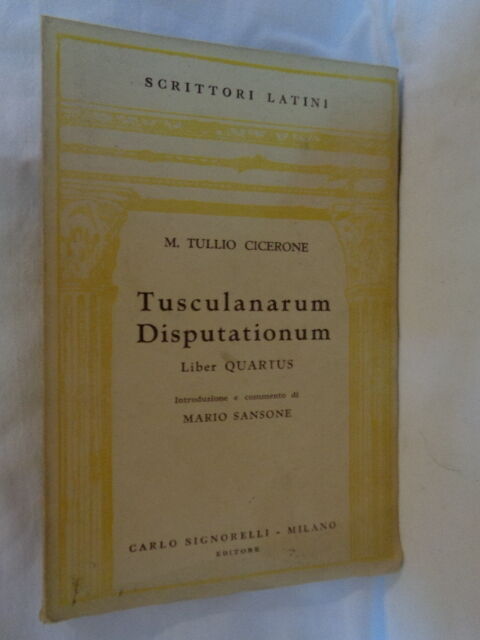 SCRITTORI LATINI
M. TULLIO CICERONE
Tusculanarum
Disputationum
Liber QUARTUS
Introduzione e commento di
MARIO SANSONE
CARLO SIGNORELLI - MILANO
EDITORE